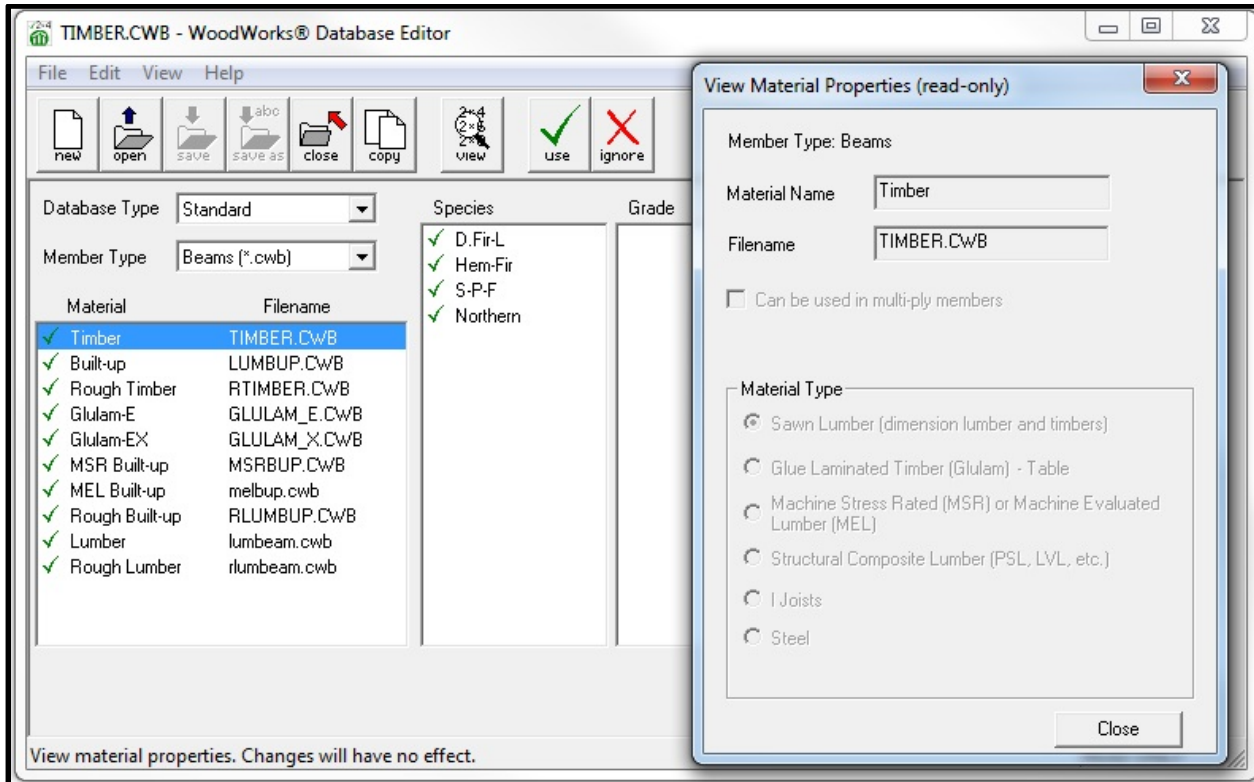 TIMBER.CWB - WoodWorks® Database Editor
File Edit View Help
new open save abc save as close copy 2×4 2×6 view use ignore
Database Type Standard
Member Type Beams (*.cwb)
Material Filename
Timber TIMBER.CWB
Built-up LUMBUP.CWB
Rough Timber RTIMBER.CWB
Glulam-E GLULAM_E.CWB
Glulam-EX GLULAM_X.CWB
MSR Built-up MSRBUP.CWB
MEL Built-up melbup.cwb
Rough Built-up RLUMBUP.CWB
Lumber lumbeam.cwb
Rough Lumber rlumbeam.cwb
Species
D.Fir-L
Hem-Fir
S-P-F
Northern
Grade
View material properties. Changes will have no effect.
View Material Properties (read-only)
Member Type: Beams
Material Name Timber
Filename TIMBER.CWB
Can be used in multi-ply members
Material Type
Sawn Lumber (dimension lumber and timbers)
Glue Laminated Timber (Glulam) - Table
Machine Stress Rated (MSR) or Machine Evaluated
Lumber (MEL)
Structural Composite Lumber (PSL, LVL, etc.)
I Joists
Steel
Close